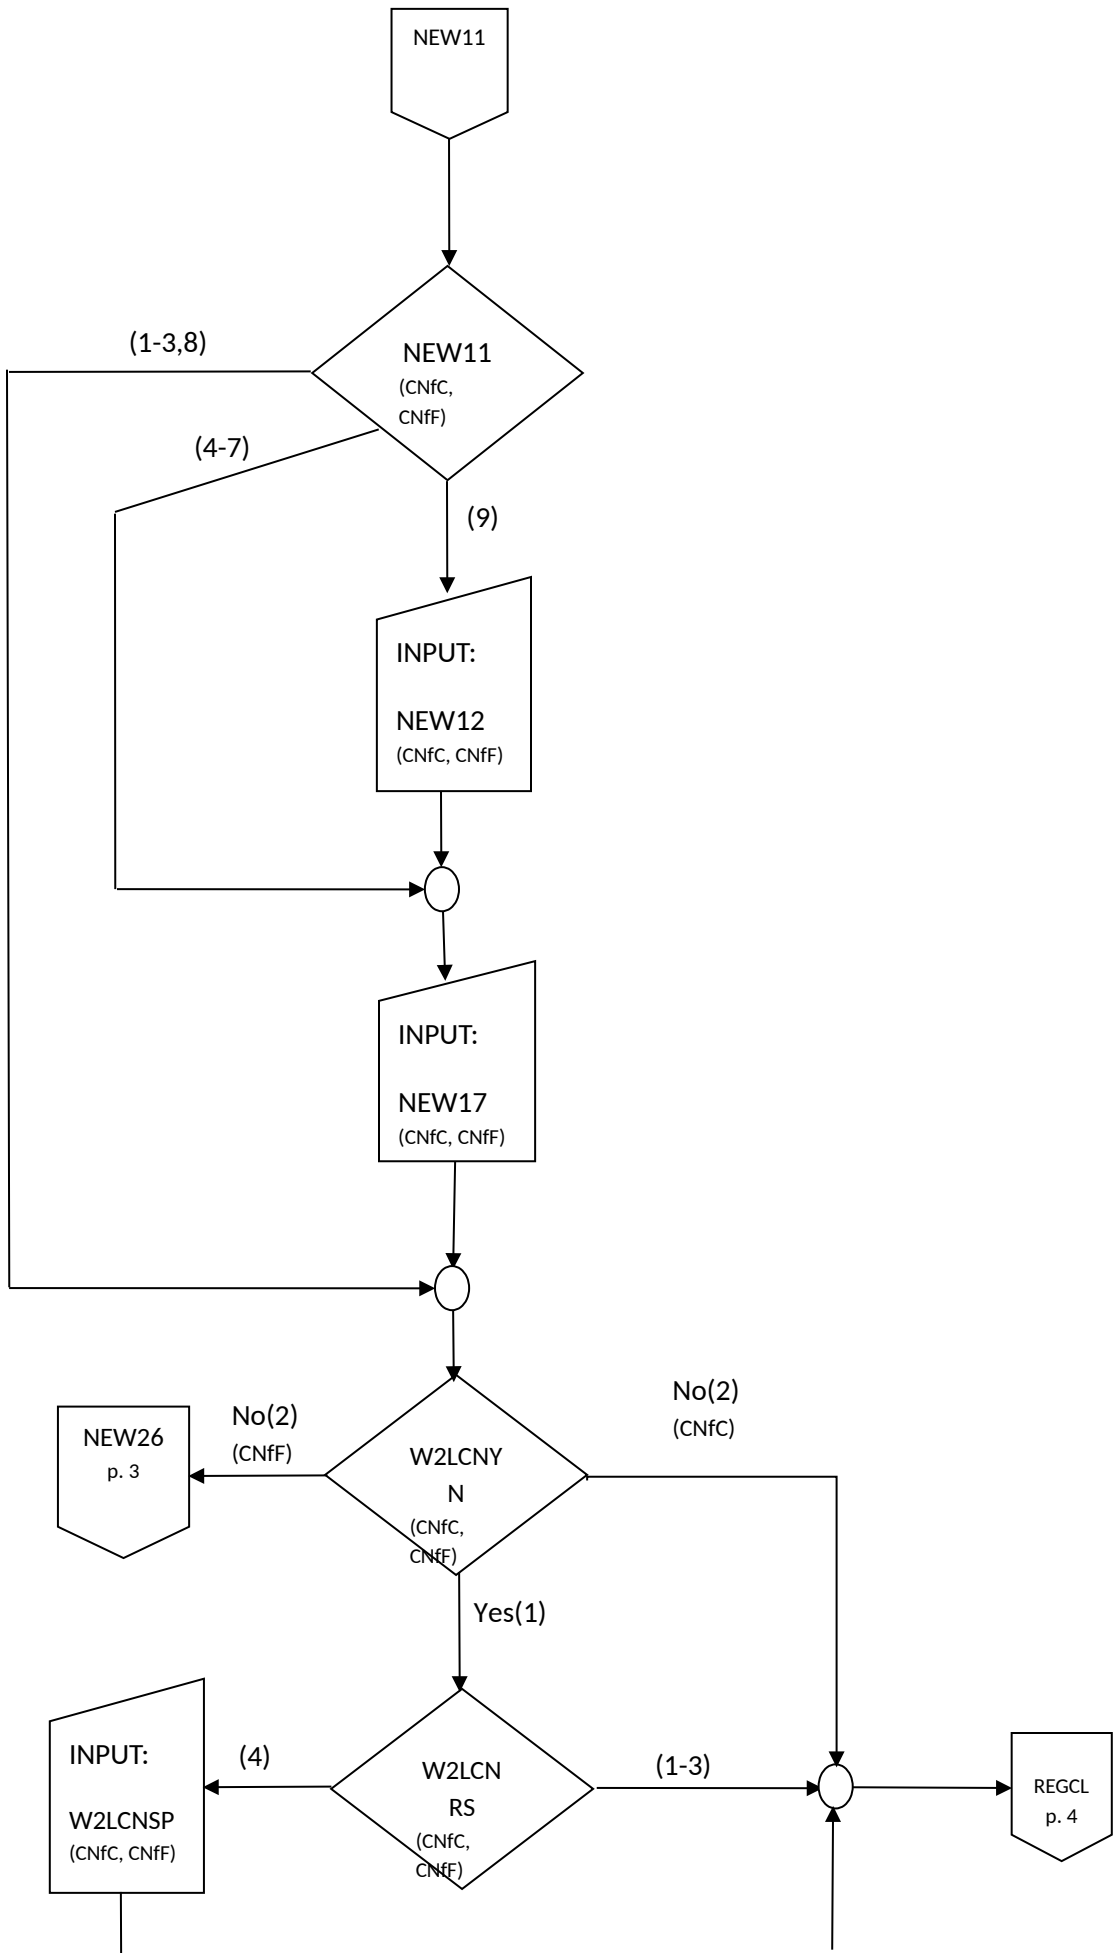 NEW11
(1-3,8)
NEW11
(CNfC,
CNfF)
(4-7)
(9)
INPUT:
NEW12
(CNfC, CNfF)
INPUT:
NEW17
(CNfC, CNfF)
No(2)
(CNfC)
No(2)
(CNfF)
NEW26
p. 3
W2LCNY
N
(CNfC,
CNfF)
Yes(1)
INPUT:
W2LCNSP
(CNfC, CNfF)
(4)
W2LCN
RS
(CNfC,
CNfF)
(1-3)
REGCL
p. 4